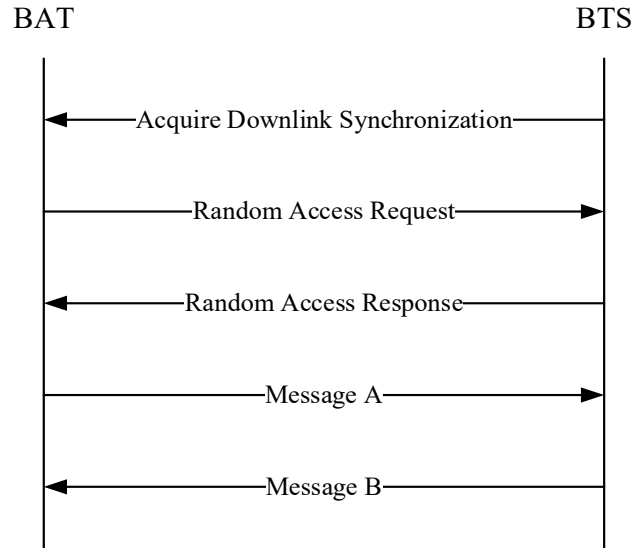 BAT BTS
Acquire Downlink Synchronization
Random Access Request
Random Access Response
Message A
Message B